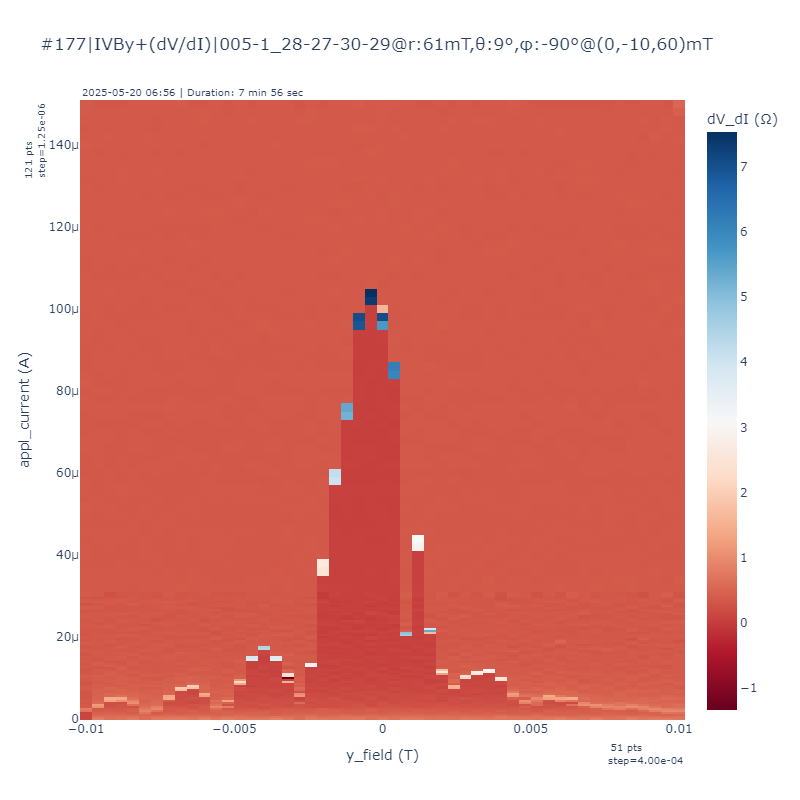 #177|IVBy+(dV/dI)|005-1_28-27-30-29@r:61mT,θ:9°,φ:-90°@(0,-10,60)mT
2025-05-20 06:56 | Duration: 7 min 56 sec
121 pts
step=1.25e-06
dV_dI (Ω)
140μ
120μ
100μ
80μ
60μ
40μ
20μ
0
appl_current (A)
7
6
5
4
3
2
1
0
−1
−0.01
−0.005
0
0.005
0.01
y_field (T)
51 pts
step=4.00e-04